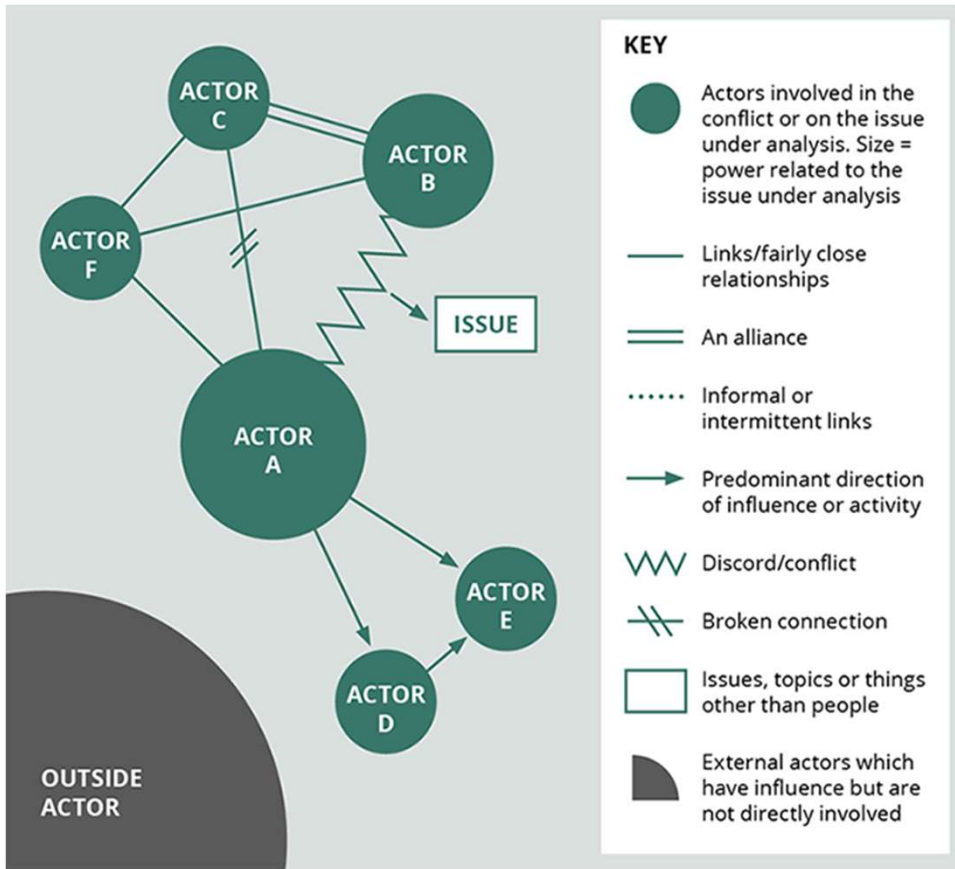 ACTOR
C
ACTOR
B
ACTOR
F
ISSUE
ACTOR
A
ACTOR
E
ACTOR
D
OUTSIDE
ACTOR
KEY
Actors involved in the
conflict or on the issue
under analysis. Size =
power related to the
issue under analysis
Links/fairly close
relationships
An alliance
Informal or
intermittent links
Predominant direction
of influence or activity
Discord/conflict
Broken connection
Issues, topics or things
other than people
External actors which
have influence but are
not directly involved